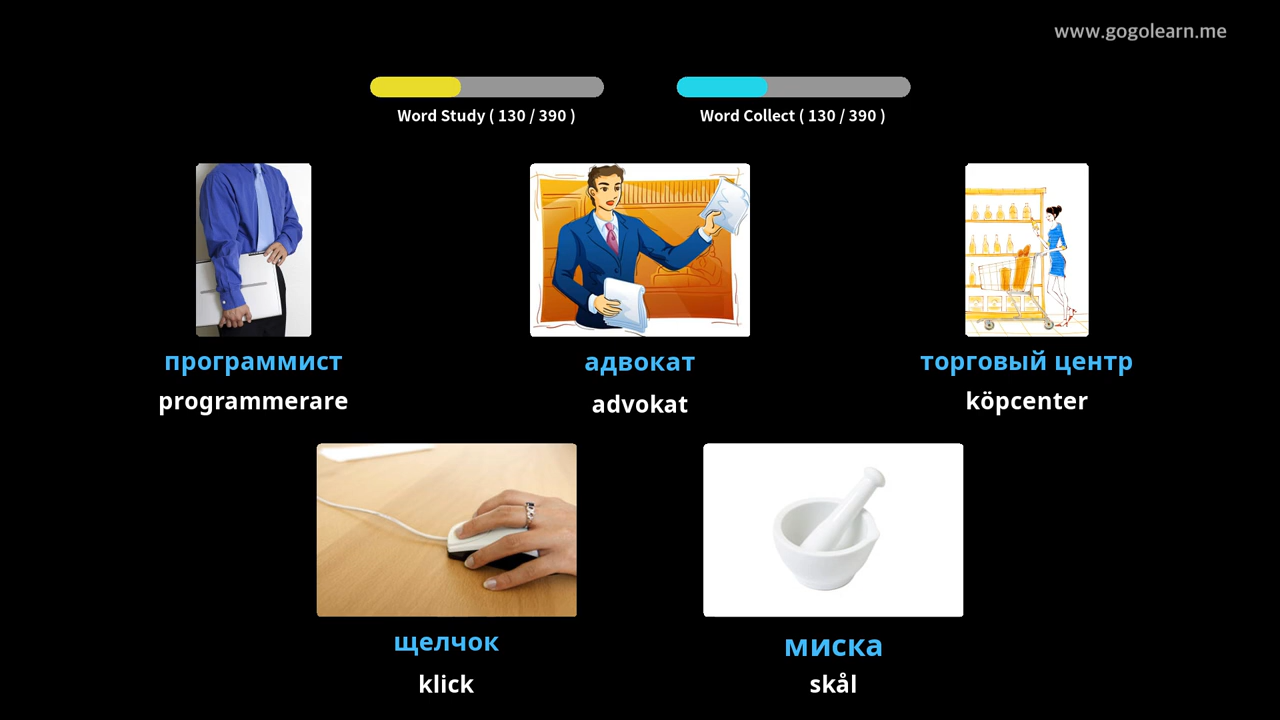 www.gogolearn.me
Word Study ( 130 / 390 )
Word Collect ( 130 / 390 )
программист
programmerare
адвокат
advokat
торговый центр
köpcenter
щелчок
klick
миска
skål